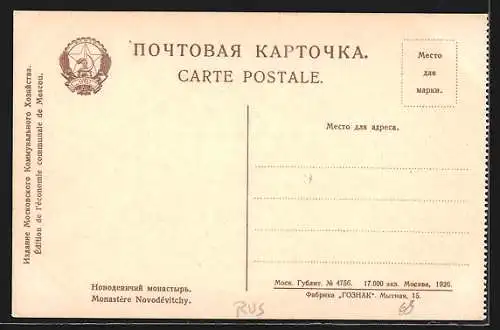 ПОЧТОВАЯ КАРТОЧКА.
CARTE POSTALE.
Место
для
марки.
Место для адреса.
Издание Московского Коммунального Хозяйства.
Édition de l'économie communale de Moscou.
Новодевичий монастырь.
Monastère Novodévitchy.
Моск. Гублит. № 4756. 17.000 экз. Москва, 1926.
Фабрика „ГОЗНАК". Мытная, 15.
RUS